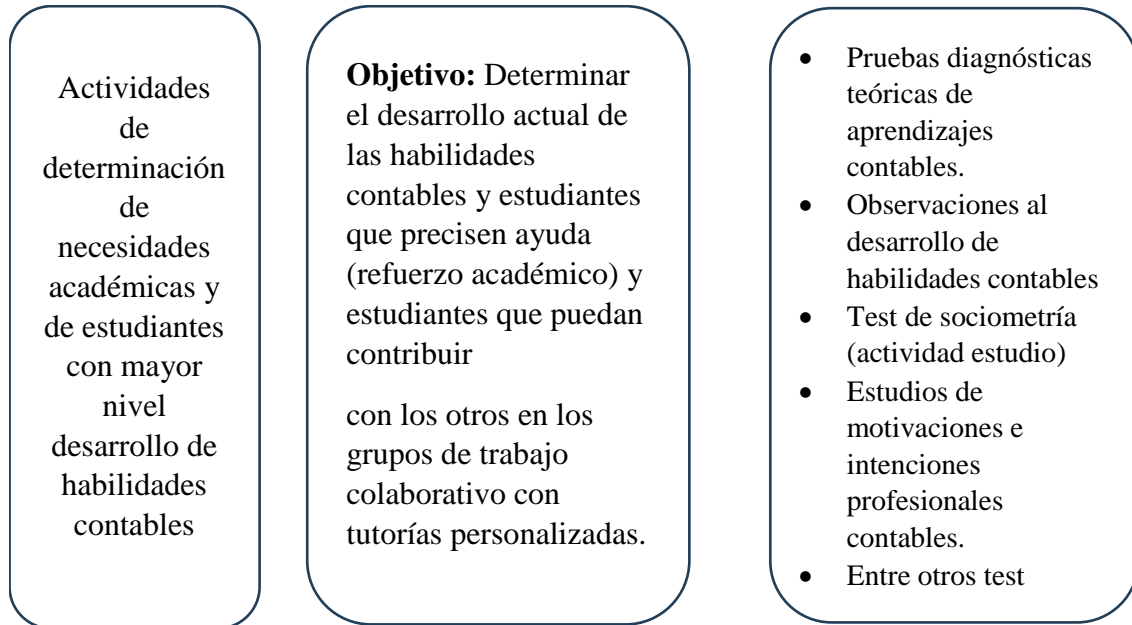 Actividades
de
determinación
de
necesidades
académicas y
de estudiantes
con mayor
nivel
desarrollo de
habilidades
contables
Objetivo: Determinar
el desarrollo actual de
las habilidades
contables y estudiantes
que precisen ayuda
(refuerzo académico) y
estudiantes que puedan
contribuir
con los otros en los
grupos de trabajo
colaborativo con
tutorías personalizadas.
• Pruebas diagnósticas
teóricas de
aprendizajes
contables.
• Observaciones al
desarrollo de
habilidades contables
• Test de sociometría
(actividad estudio)
• Estudios de
motivaciones e
intenciones
profesionales
contables.
• Entre otros test